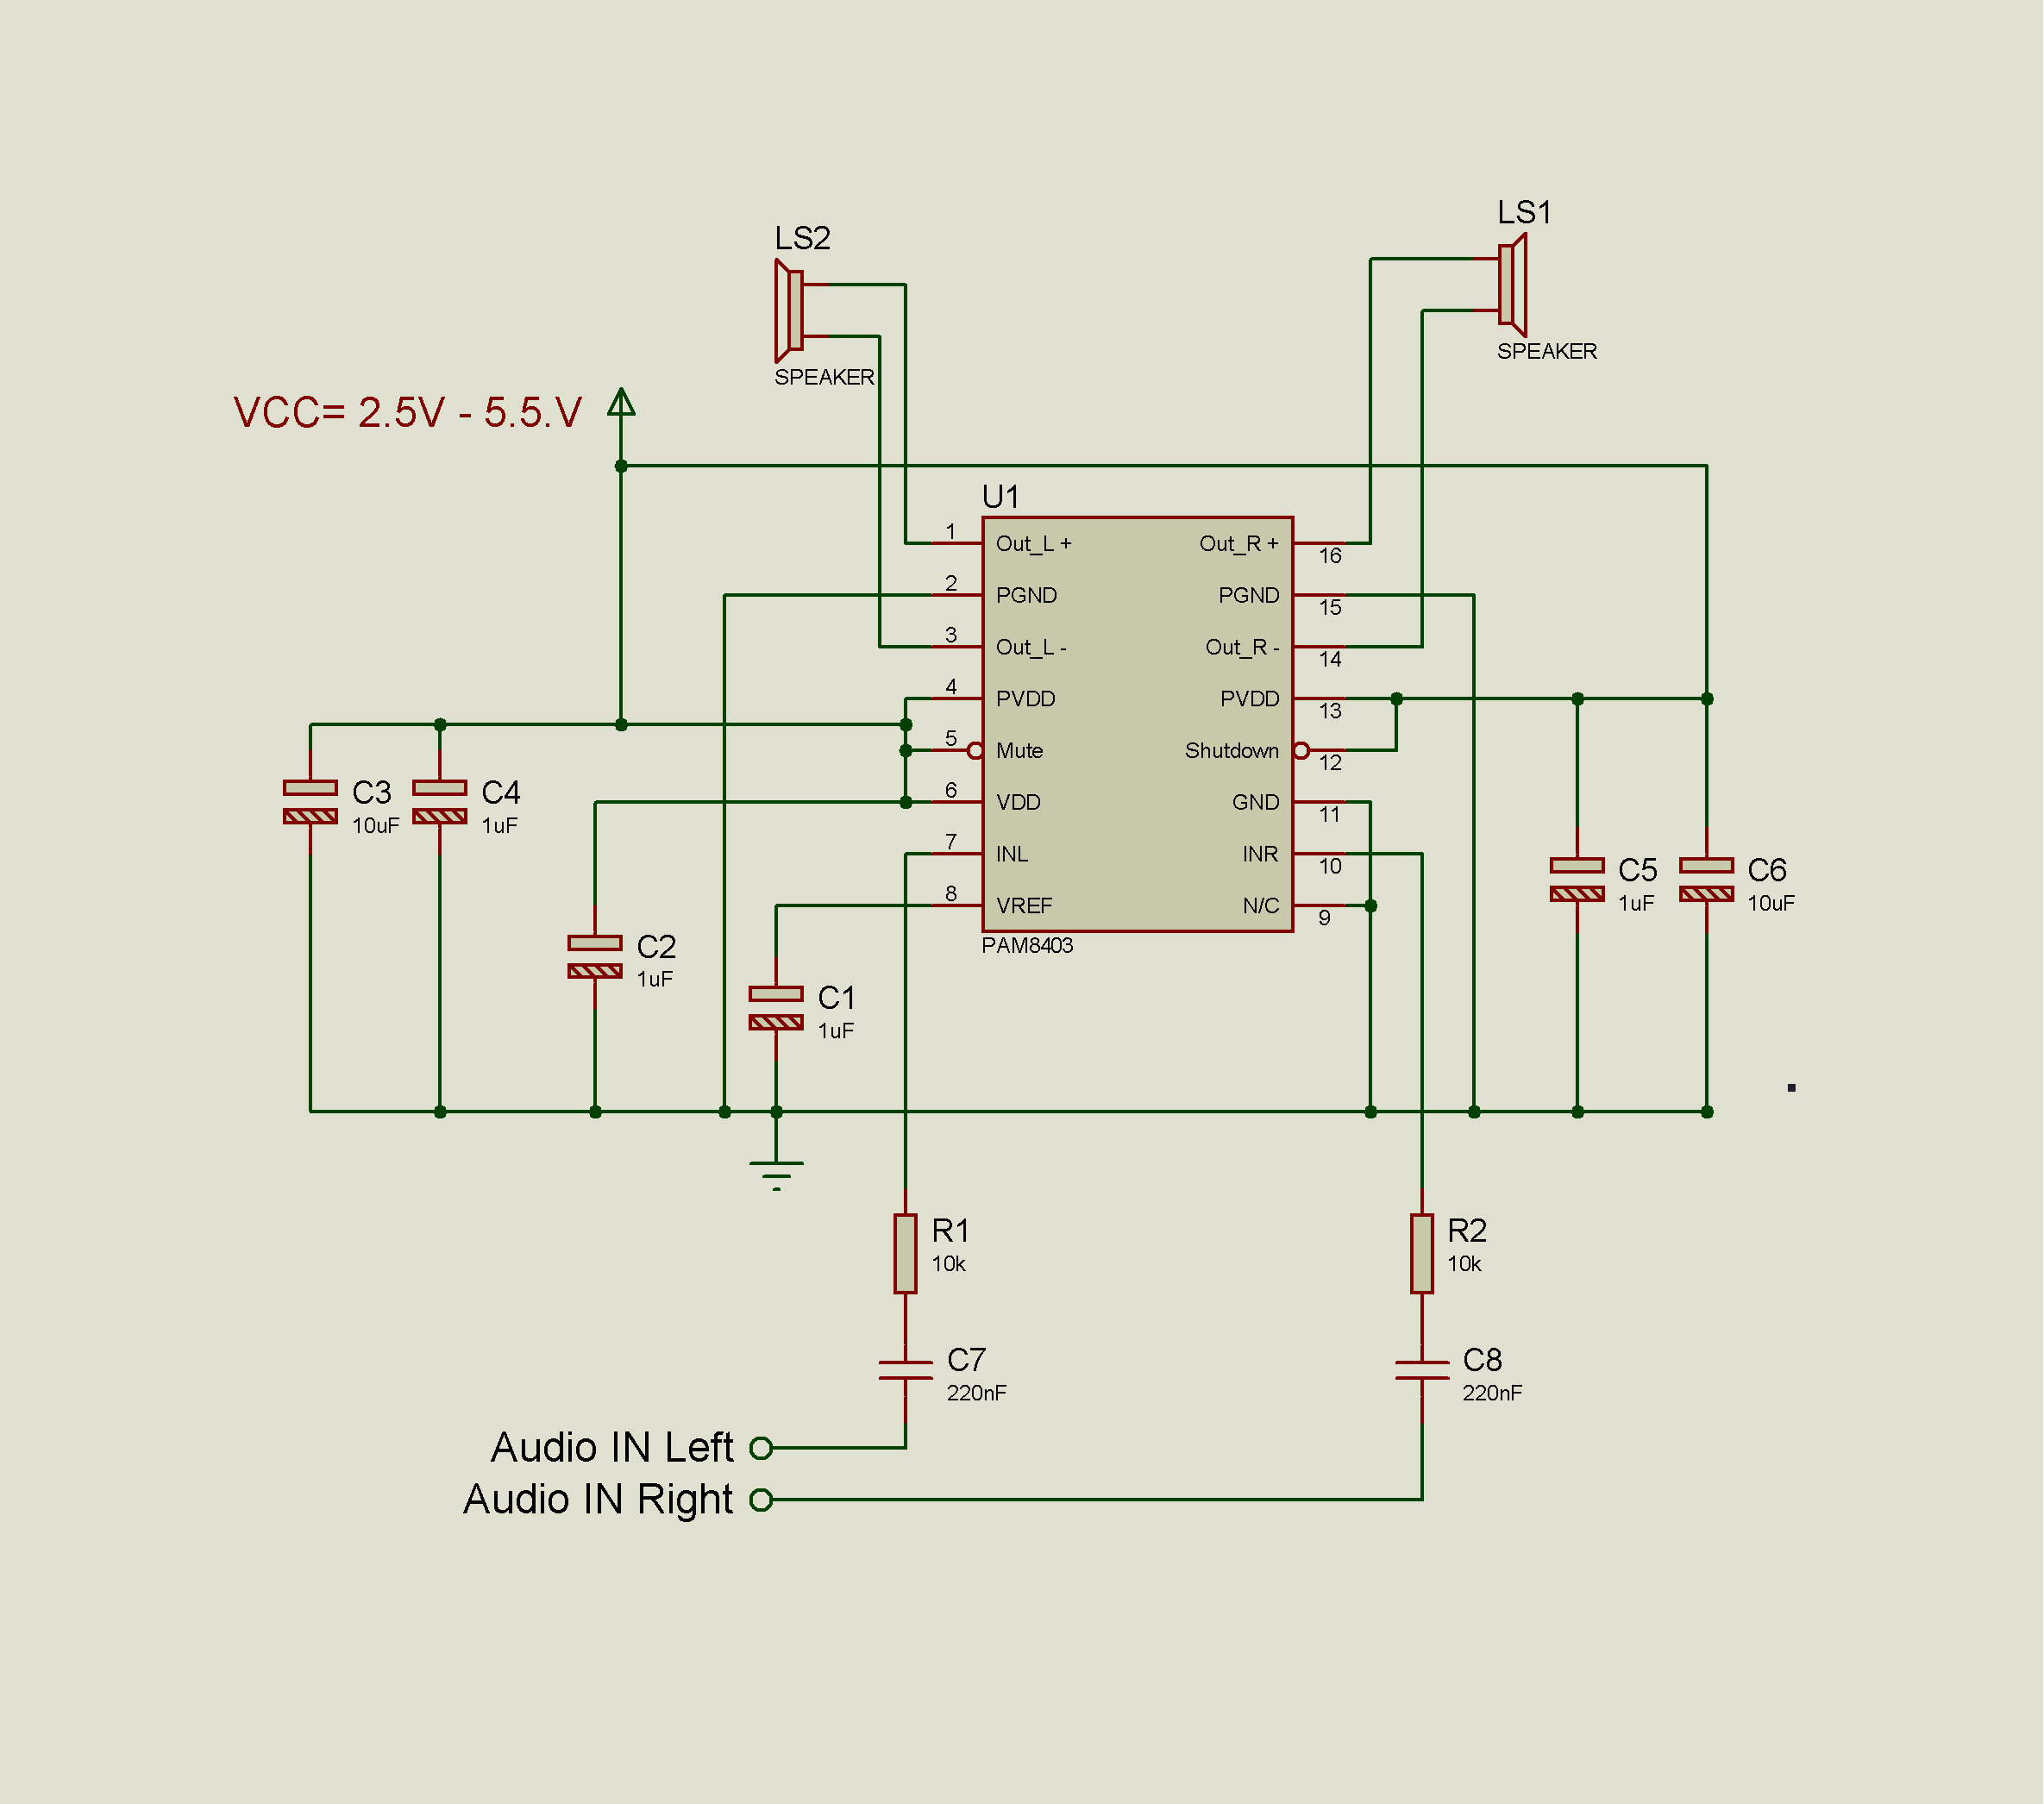 LS1
LS2
SPEAKER
SPEAKER
VCC= 2.5V - 5.5.V
U1
1 Out_L + Out_R + 16
2 PGND PGND 15
3 Out_L - Out_R - 14
4 PVDD PVDD 13
5 Mute Shutdown 12
6 VDD GND 11
7 INL INR 10
8 VREF N/C 9
PAM8403
C3
10uF
C4
1uF
C5
1uF
C6
10uF
C2
1uF
C1
1uF
R1
10k
R2
10k
C7
220nF
C8
220nF
Audio IN Left
Audio IN Right